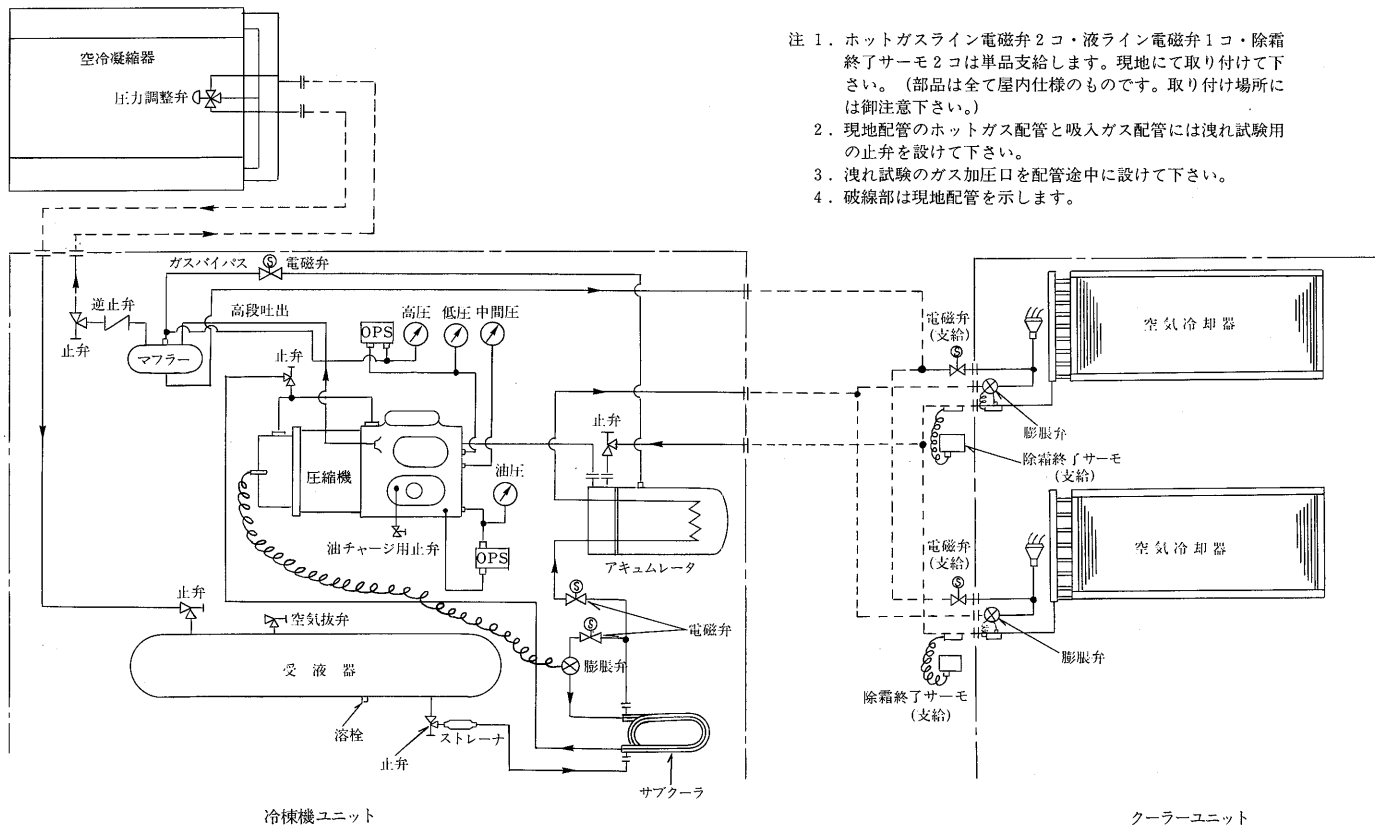 空冷凝縮器
圧力調整弁
注 1. ホットガスライン電磁弁2コ・液ライン電磁弁1コ・除霜
終了サーモ2コは単品支給します。現地にて取り付けて下
さい。(部品は全て屋内仕様のものです。取り付け場所に
は御注意下さい。)
2. 現地配管のホットガス配管と吸入ガス配管には洩れ試験用
の止弁を設けて下さい。
3. 洩れ試験のガス加圧口を配管途中に設けて下さい。
4. 破線部は現地配管を示します。
ガスバイパス
S
電磁弁
逆止弁
高段吐出
高圧
低圧
中間圧
OPS
止弁
マフラー
止弁
電磁弁
(支給)
S
空気冷却器
膨脹弁
除霜終了サーモ
(支給)
止弁
圧縮機
油圧
油チャージ用止弁
OPS
アキュムレータ
電磁弁
(支給)
S
空気冷却器
膨脹弁
除霜終了サーモ
(支給)
止弁
空気抜弁
S
S
電磁弁
膨脹弁
受液器
溶栓
止弁
ストレーナ
サブクーラ
冷凍機ユニット
クーラーユニット